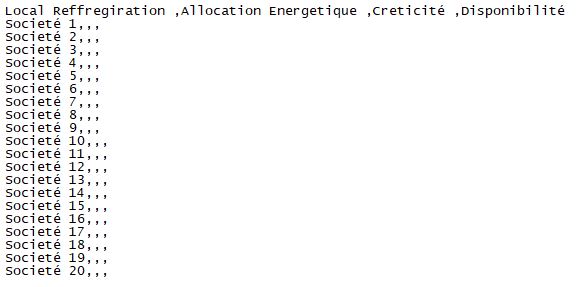 Local Reffregiration ,Allocation Energetique ,Creticité ,Disponibilité
Societé 1,,,
Societé 2,,,
Societé 3,,,
Societé 4,,,
Societé 5,,,
Societé 6,,,
Societé 7,,,
Societé 8,,,
Societé 9,,,
Societé 10,,,
Societé 11,,,
Societé 12,,,
Societé 13,,,
Societé 14,,,
Societé 15,,,
Societé 16,,,
Societé 17,,,
Societé 18,,,
Societé 19,,,
Societé 20,,,